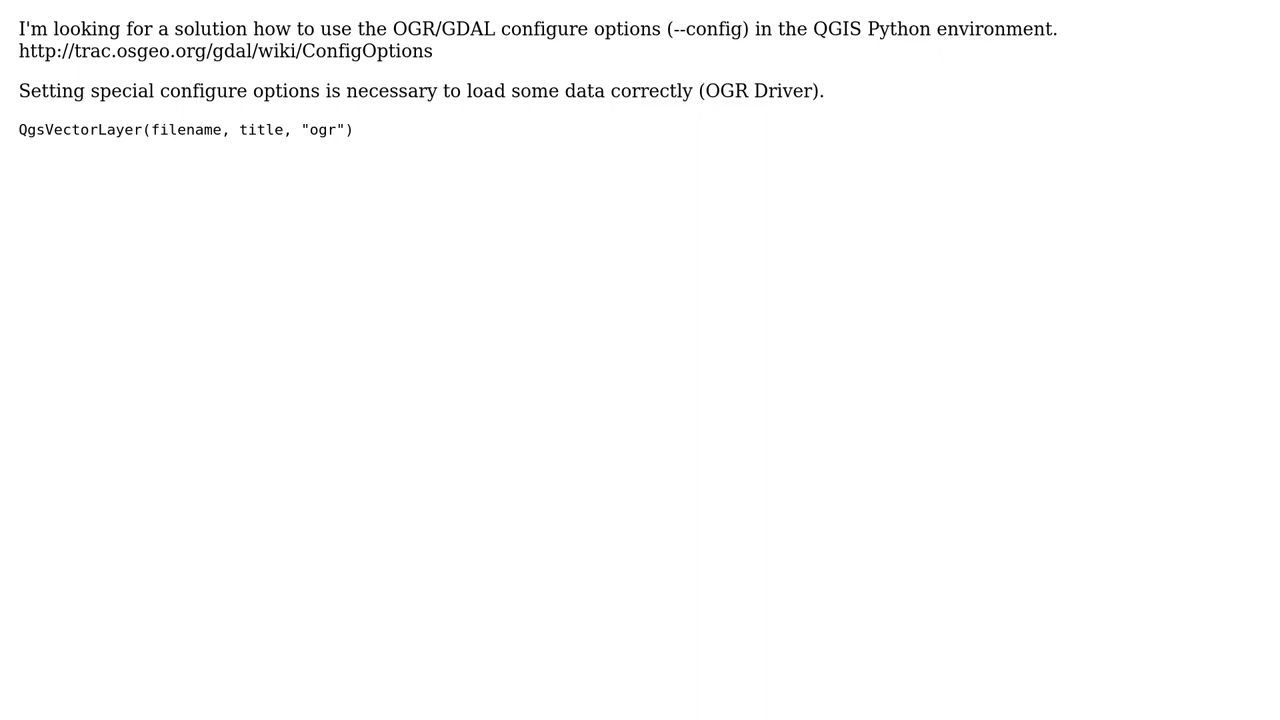 I'm looking for a solution how to use the OGR/GDAL configure options (--config) in the QGIS Python environment.
http://trac.osgeo.org/gdal/wiki/ConfigOptions
Setting special configure options is necessary to load some data correctly (OGR Driver).
QgsVectorLayer(filename, title, "ogr")